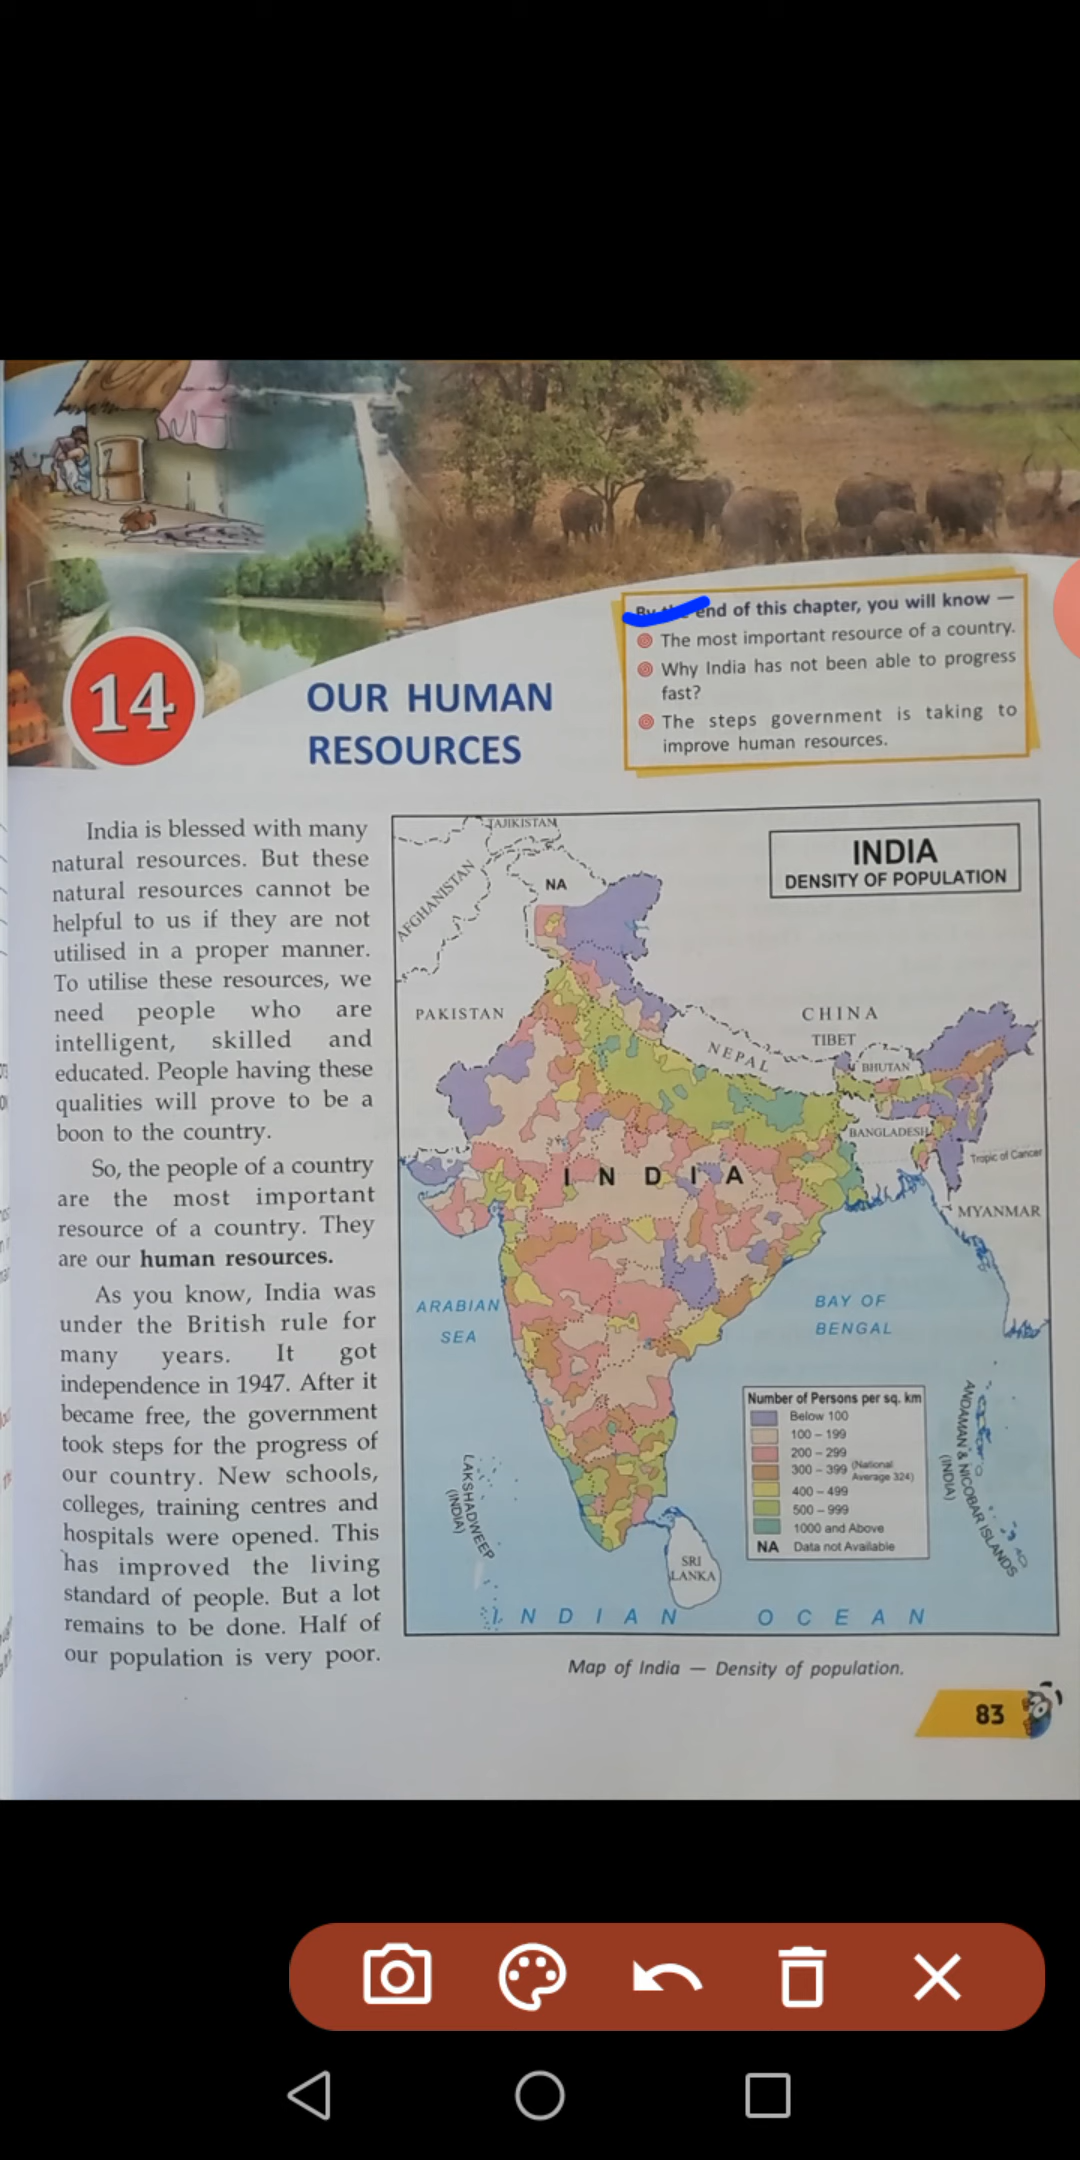 By the end of this chapter, you will know —
The most important resource of a country.
Why India has not been able to progress
fast?
The steps government is taking to
improve human resources.
14
OUR HUMAN
RESOURCES
India is blessed with many
natural resources. But these
natural resources cannot be
helpful to us if they are not
utilised in a proper manner.
To utilise these resources, we
need people who are
intelligent, skilled and
educated. People having these
qualities will prove to be a
boon to the country.
So, the people of a country
are the most important
resource of a country. They
are our human resources.
As you know, India was
under the British rule for
many years. It got
independence in 1947. After it
became free, the government
took steps for the progress of
our country. New schools,
colleges, training centres and
hospitals were opened. This
has improved the living
standard of people. But a lot
remains to be done. Half of
our population is very poor.
INDIA
DENSITY OF POPULATION
TAJIKISTAN
AFGHANISTAN
NA
PAKISTAN
CHINA
TIBET
NEPAL
BHUTAN
BANGLADESH
Tropic of Cancer
INDIA
MYANMAR
ARABIAN
SEA
BAY OF
BENGAL
Number of Persons per sq. km
Below 100
100 – 199
200 – 299
300 – 399 (National
Average 324)
400 – 499
500 – 999
1000 and Above
NA Data not Available
LAKSHADWEEP
(INDIA)
ANDAMAN & NICOBAR ISLANDS
(INDIA)
SRI
LANKA
INDIAN OCEAN
Map of India — Density of population.
83